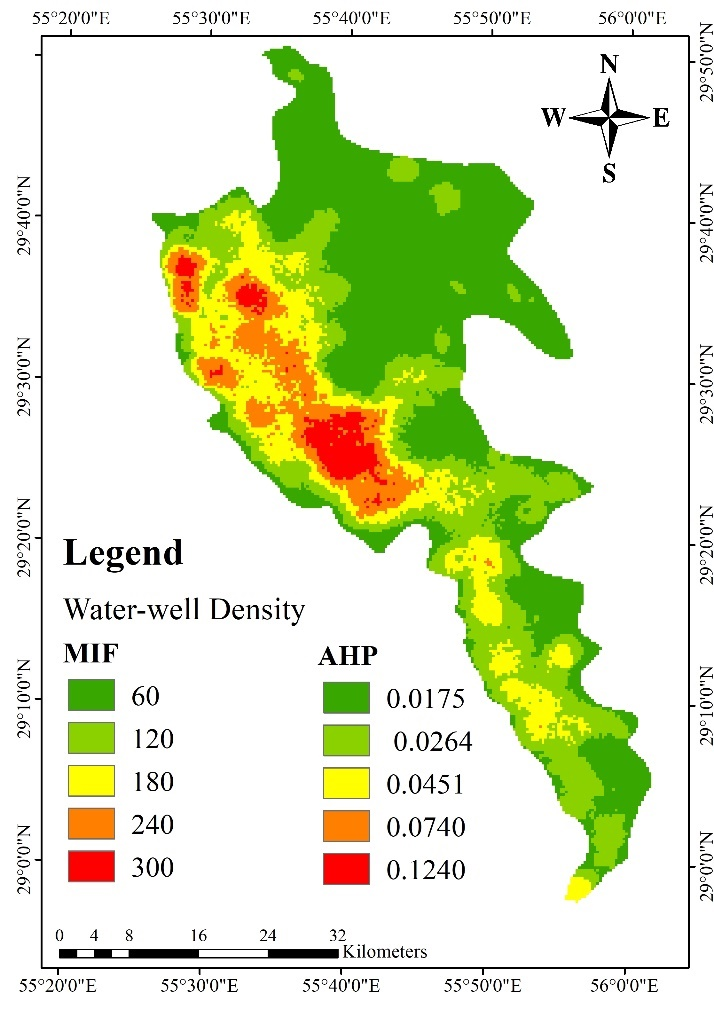 55°20'0"E 55°30'0"E 55°40'0"E 55°50'0"E 56°0'0"E
29°50'0"N
N
W E
S
29°40'0"N 29°40'0"N
29°30'0"N 29°30'0"N
29°20'0"N 29°20'0"N
Legend
Water-well Density
MIF AHP
60 0.0175
120 0.0264
180 0.0451
240 0.0740
300 0.1240
29°10'0"N 29°10'0"N
29°0'0"N 29°0'0"N
0 4 8 16 24 32
Kilometers
55°20'0"E 55°30'0"E 55°40'0"E 55°50'0"E 56°0'0"E